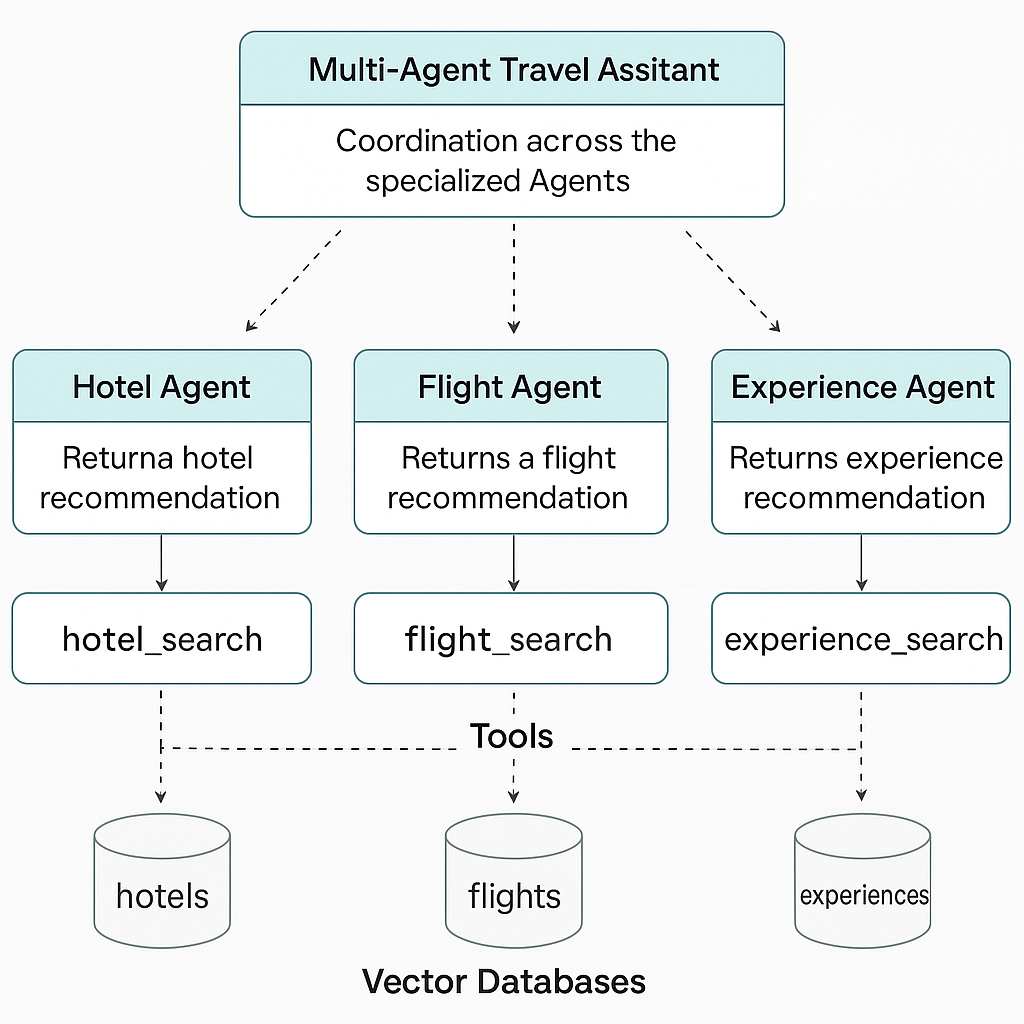 Multi-Agent Travel Assitant
Coordination across the
specialized Agents
Hotel Agent
Returna hotel
recommendation
Flight Agent
Returns a flight
recommendation
Experience Agent
Returns experience
recommendation
hotel_search
flight_search
experience_search
Tools
hotels
flights
experiences
Vector Databases